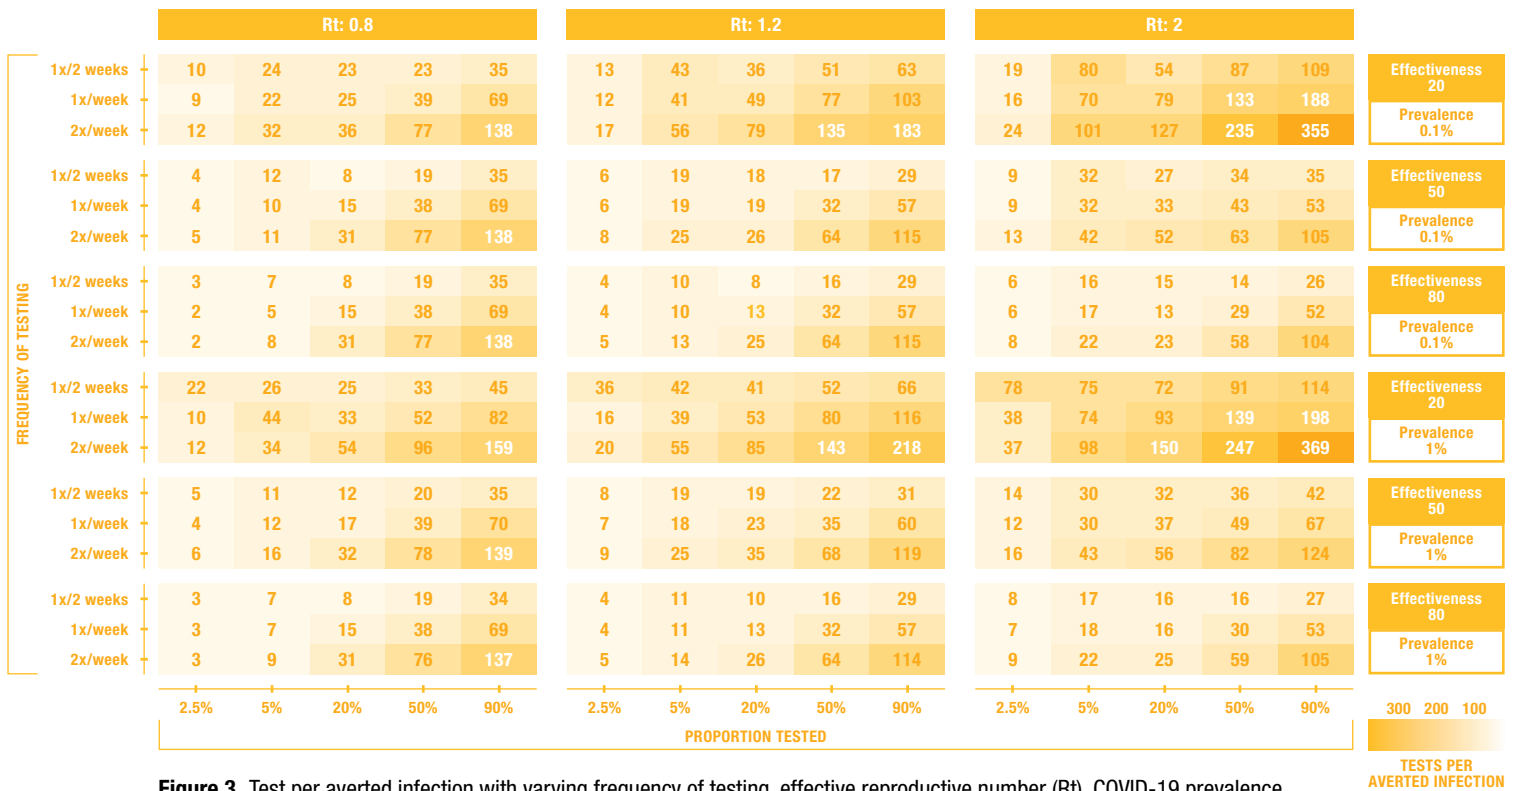 Rt: 0.8 Rt: 1.2 Rt: 2
1x/2 weeks 10 24 23 23 35 13 43 36 51 63 19 80 54 87 109 Effectiveness
20
1x/week 9 22 25 39 69 12 41 49 77 103 16 70 79 133 188
2x/week 12 32 36 77 138 17 56 79 135 183 24 101 127 235 355 Prevalence
0.1%
1x/2 weeks 4 12 8 19 35 6 19 18 17 29 9 32 27 34 35 Effectiveness
50
1x/week 4 10 15 38 69 6 19 19 32 57 9 32 33 43 53
2x/week 5 11 31 77 138 8 25 26 64 115 13 42 52 63 105 Prevalence
0.1%
1x/2 weeks 3 7 8 19 35 4 10 8 16 29 6 16 15 14 26 Effectiveness
80
1x/week 2 5 15 38 69 4 10 13 32 57 6 17 13 29 52
2x/week 2 8 31 77 138 5 13 25 64 115 8 22 23 58 104 Prevalence
0.1%
FREQUENCY OF TESTING
1x/2 weeks 22 26 25 33 45 36 42 41 52 66 78 75 72 91 114 Effectiveness
20
1x/week 10 44 33 52 82 16 39 53 80 116 38 74 93 139 198
2x/week 12 34 54 96 159 20 55 85 143 218 37 98 150 247 369 Prevalence
1%
1x/2 weeks 5 11 12 20 35 8 19 19 22 31 14 30 32 36 42 Effectiveness
50
1x/week 4 12 17 39 70 7 18 23 35 60 12 30 37 49 67
2x/week 6 16 32 78 139 9 25 35 68 119 16 43 56 82 124 Prevalence
1%
1x/2 weeks 3 7 8 19 34 4 11 10 16 29 8 17 16 16 27 Effectiveness
80
1x/week 3 7 15 38 69 4 11 13 32 57 7 18 16 30 53
2x/week 3 9 31 76 137 5 14 26 64 114 9 22 25 59 105 Prevalence
1%
2.5% 5% 20% 50% 90% 2.5% 5% 20% 50% 90% 2.5% 5% 20% 50% 90%
300 200 100
PROPORTION TESTED
TESTS PER
AVERTED INFECTION
Figure 3. Test per averted infection with varying frequency of testing, effective reproductive number (Rt), COVID-19 prevalence